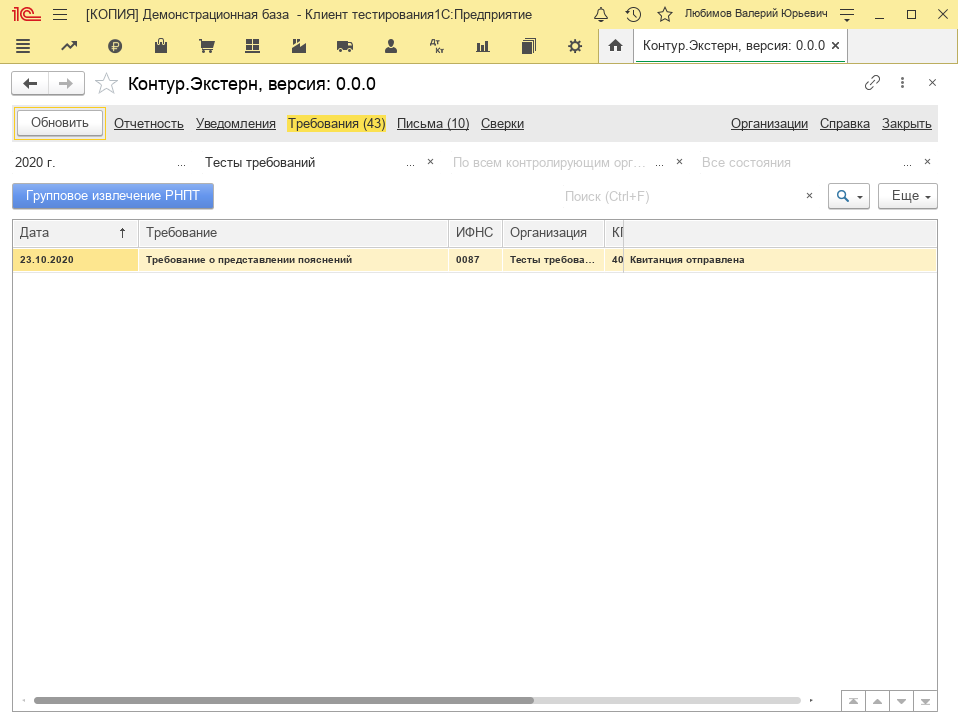 1С [КОПИЯ] Демонстрационная база - Клиент тестирования1С:Предприятие Любимов Валерий Юрьевич
Дт Кт Контур.Экстерн, версия: 0.0.0 ×
Контур.Экстерн, версия: 0.0.0
Обновить Отчетность Уведомления Требования (43) Письма (10) Сверки Организации Справка Закрыть
2020 г. ... Тесты требований ... × По всем контролирующим орг... ... × Все состояния ... ×
Групповое извлечение РНПТ Поиск (Ctrl+F) × Еще
Дата ↑ Требование ИФНС Организация
23.10.2020 Требование о представлении пояснений 0087 Тесты требова... 40 Квитанция отправлена